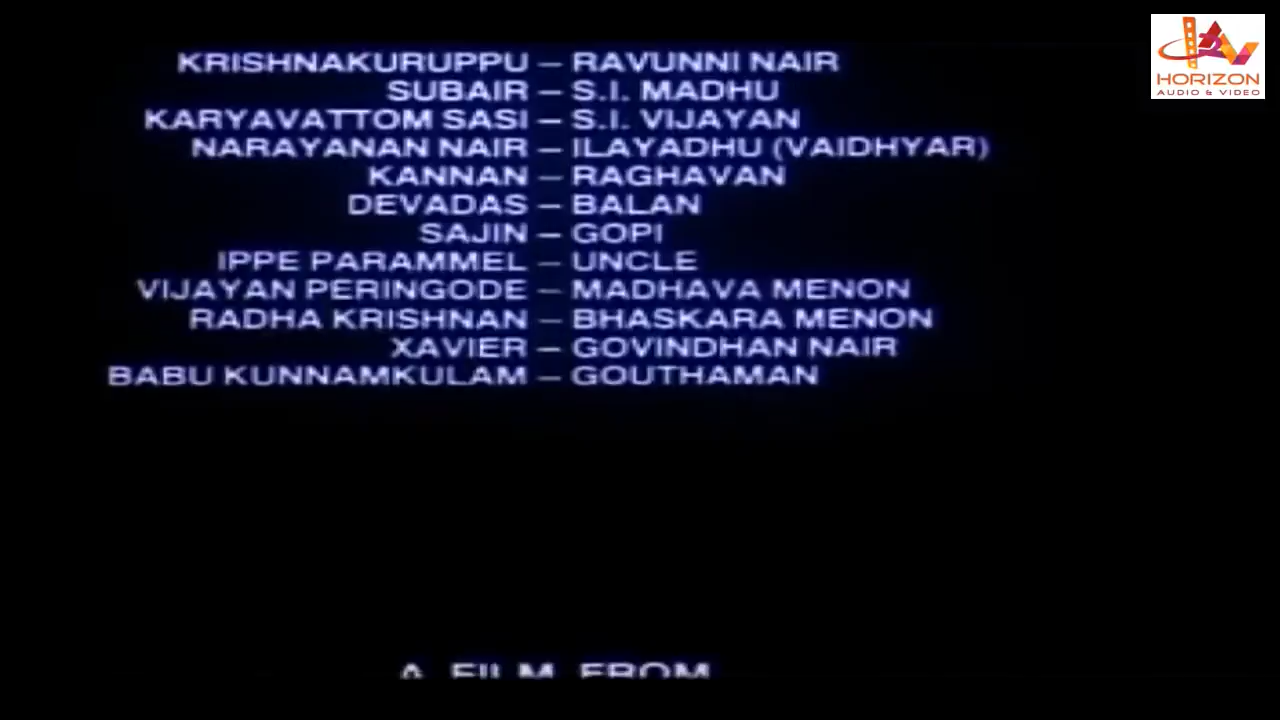 KRISHNAKURUPPU – RAVUNNI NAIR
SUBAIR – S.I. MADHU
KARYAVATTOM SASI – S.I. VIJAYAN
NARAYANAN NAIR – ILAYADHU (VAIDHYAR)
KANNAN – RAGHAVAN
DEVADAS – BALAN
SAJIN – GOPI
IPPE PARAMMEL – UNCLE
VIJAYAN PERINGODE – MADHAVA MENON
RADHA KRISHNAN – BHASKARA MENON
XAVIER – GOVINDHAN NAIR
BABU KUNNAMKULAM – GOUTHAMAN
A FILM FROM
HORIZON
AUDIO & VIDEO